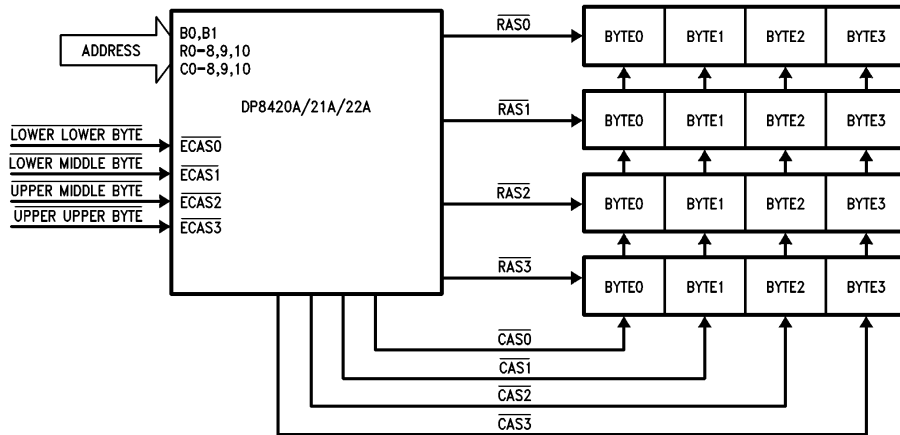 B0,B1
R0-8,9,10
C0-8,9,10
ADDRESS
DP8420A/21A/22A
LOWER LOWER BYTE
LOWER MIDDLE BYTE
UPPER MIDDLE BYTE
UPPER UPPER BYTE
ECAS0
ECAS1
ECAS2
ECAS3
RAS0
BYTE0 BYTE1 BYTE2 BYTE3
RAS1
BYTE0 BYTE1 BYTE2 BYTE3
RAS2
BYTE0 BYTE1 BYTE2 BYTE3
RAS3
BYTE0 BYTE1 BYTE2 BYTE3
CAS0
CAS1
CAS2
CAS3